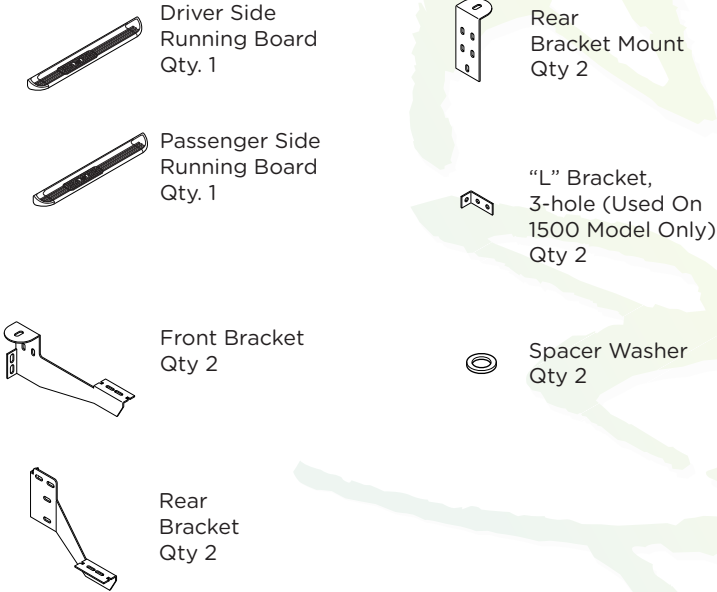 Driver Side
Running Board
Qty. 1
Passenger Side
Running Board
Qty. 1
Front Bracket
Qty 2
Rear
Bracket
Qty 2
Rear
Bracket Mount
Qty 2
“L” Bracket,
3-hole (Used On
1500 Model Only)
Qty 2
Spacer Washer
Qty 2